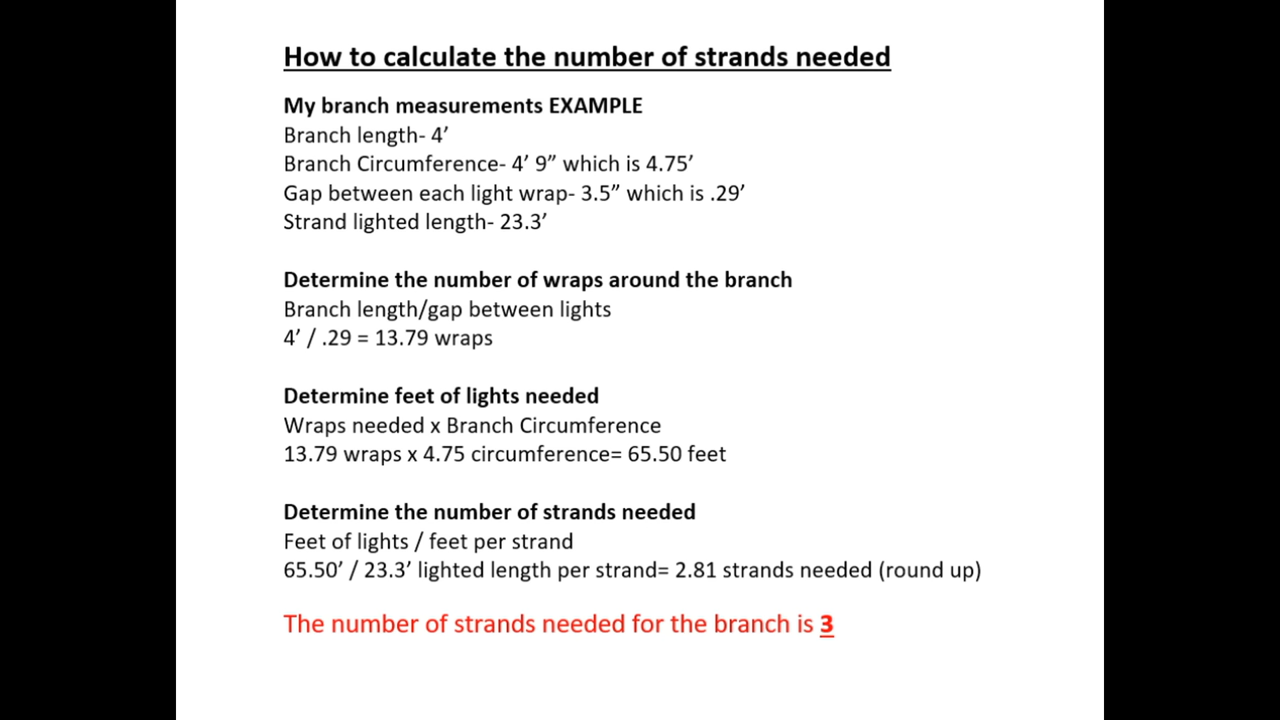 How to calculate the number of strands needed
My branch measurements EXAMPLE
Branch length- 4’
Branch Circumference- 4’ 9” which is 4.75’
Gap between each light wrap- 3.5” which is .29’
Strand lighted length- 23.3’
Determine the number of wraps around the branch
Branch length/gap between lights
4’ / .29 = 13.79 wraps
Determine feet of lights needed
Wraps needed x Branch Circumference
13.79 wraps x 4.75 circumference= 65.50 feet
Determine the number of strands needed
Feet of lights / feet per strand
65.50’ / 23.3’ lighted length per strand= 2.81 strands needed (round up)
The number of strands needed for the branch is 3